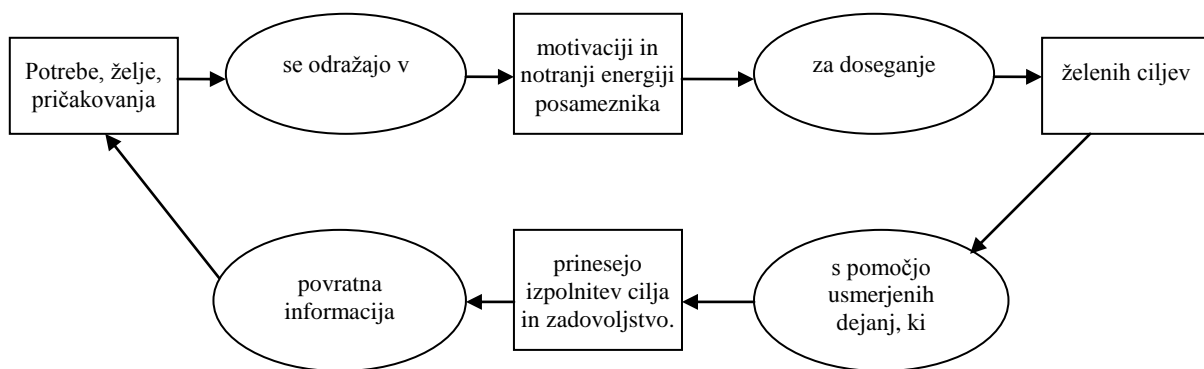 Potrebe, želje,
pričakovanja
se odražajo v
motivaciji in
notranji energiji
posameznika
za doseganje
želenih ciljev
s pomočjo
usmerjenih
dejanj, ki
prinesejo
izpolnitev cilja
in zadovoljstvo.
povratna
informacija